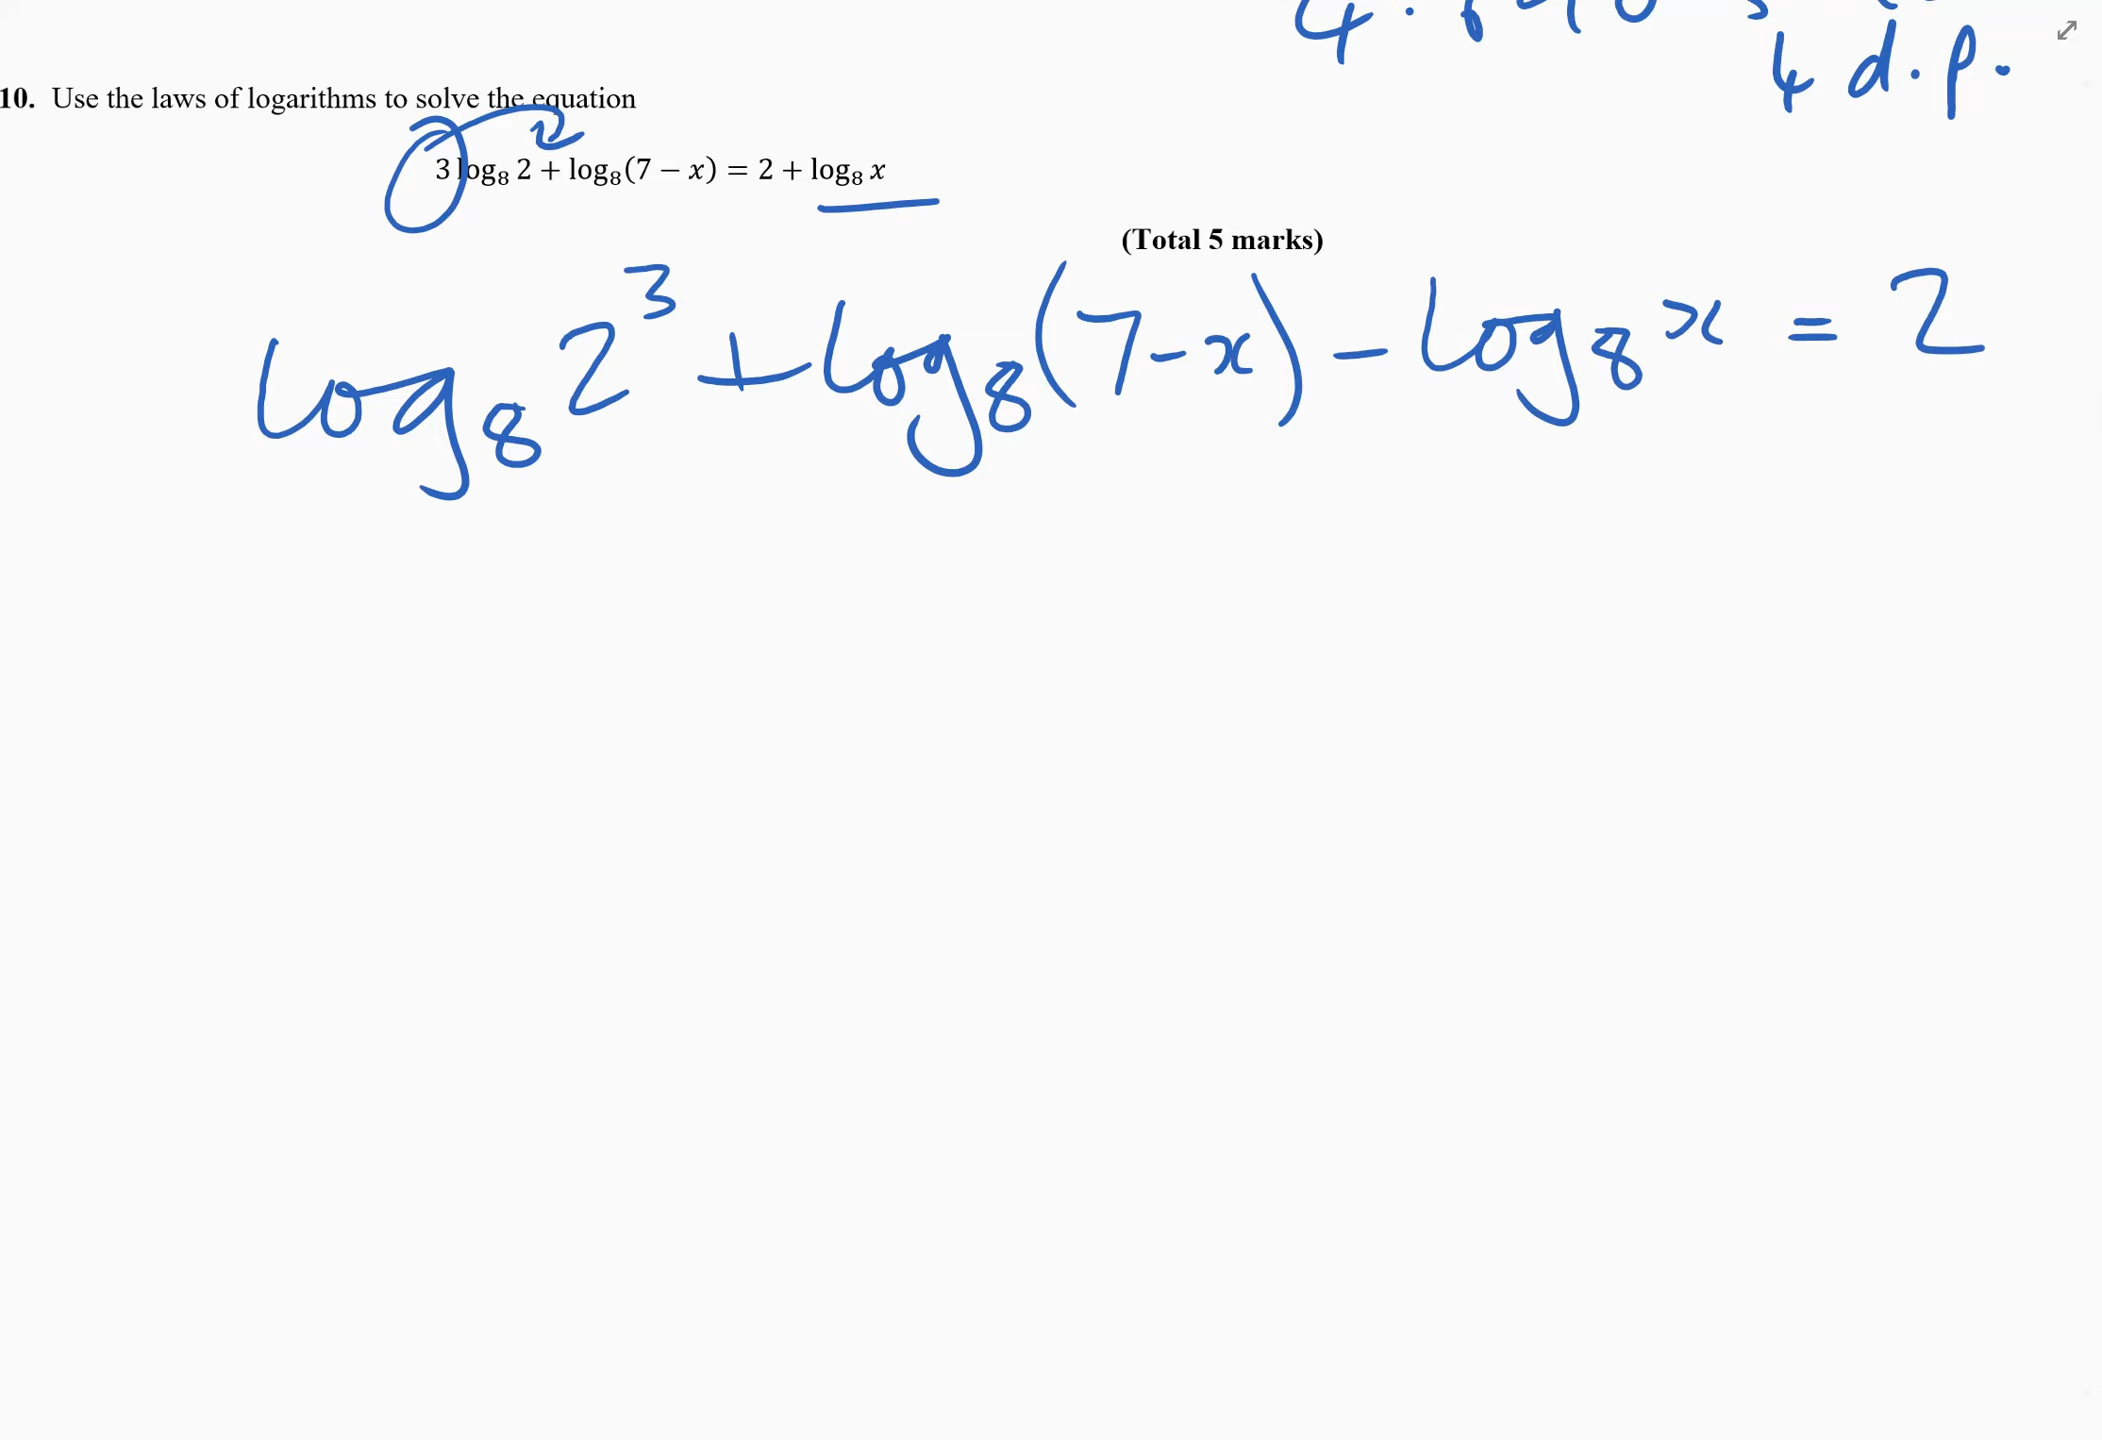 4 d.p.
10. Use the laws of logarithms to solve the equation
3 log₈ 2 + log₈(7 − x) = 2 + log₈ x
(Total 5 marks)
log₈ 2³ + log₈(7-x) - log₈ x = 2